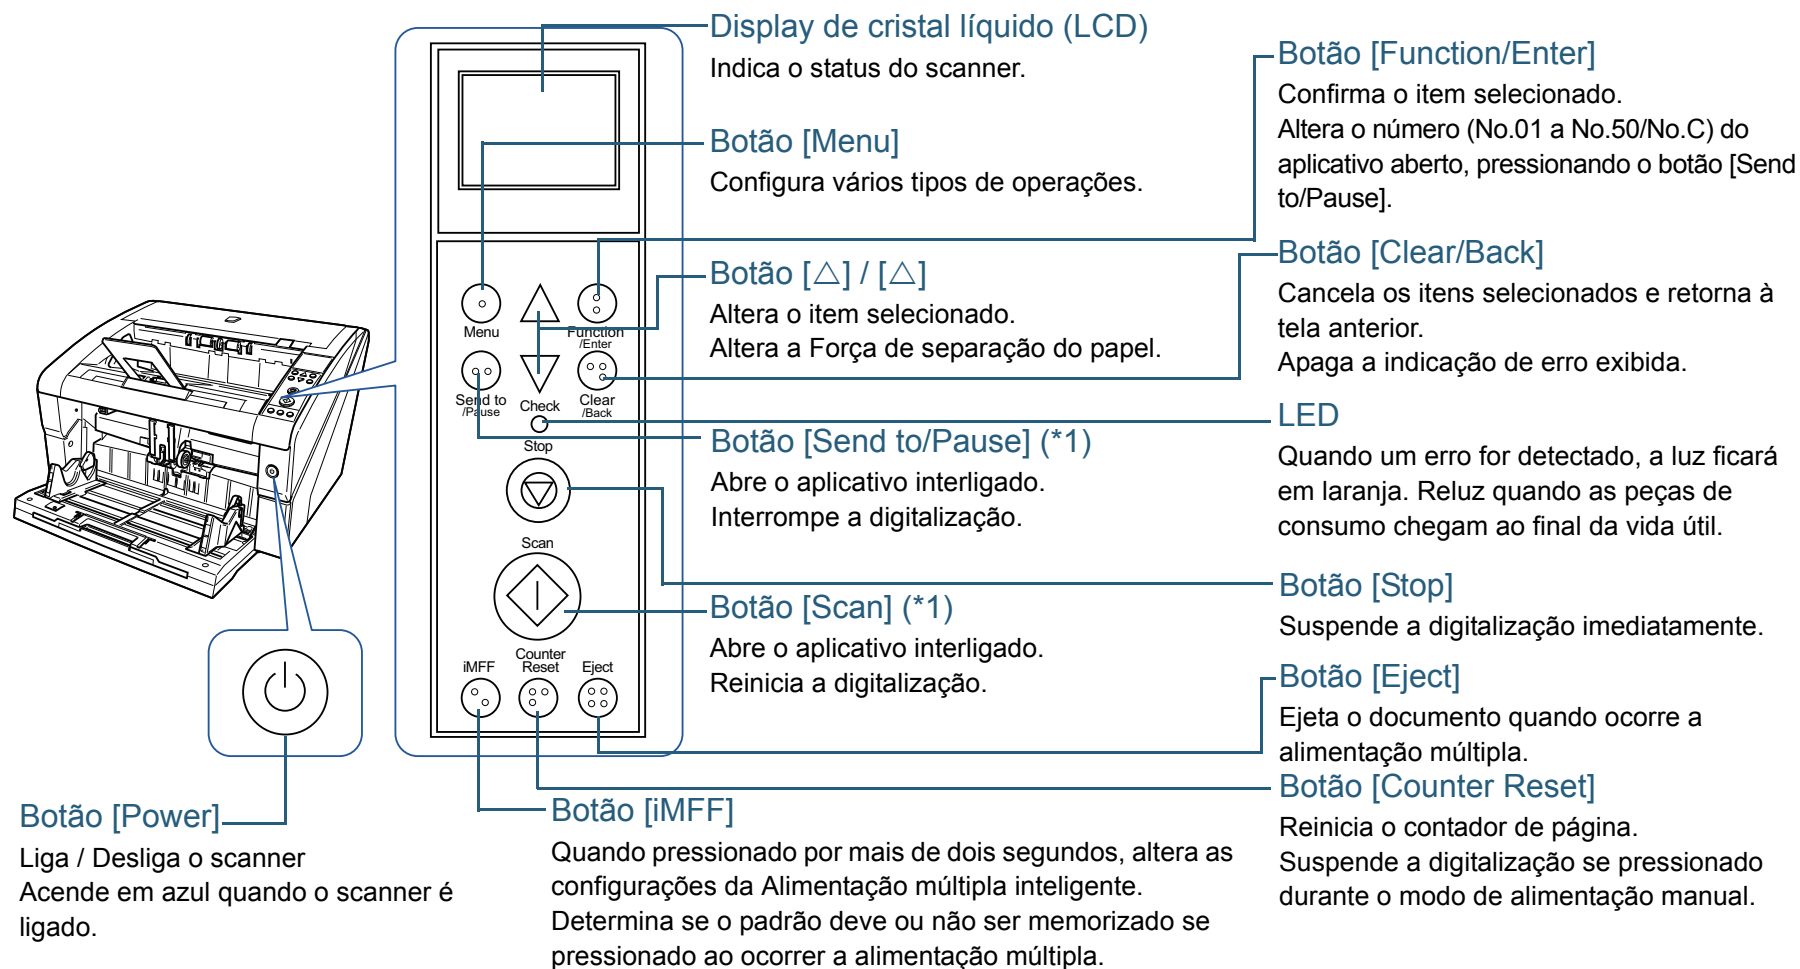 Display de cristal líquido (LCD)
Indica o status do scanner.
Botão [Menu]
Configura vários tipos de operações.
Botão [△] / [△]
Altera o item selecionado.
Altera a Força de separação do papel.
Botão [Send to/Pause] (*1)
Abre o aplicativo interligado.
Interrompe a digitalização.
Botão [Scan] (*1)
Abre o aplicativo interligado.
Reinicia a digitalização.
Botão [Function/Enter]
Confirma o item selecionado.
Altera o número (No.01 a No.50/No.C) do
aplicativo aberto, pressionando o botão [Send
to/Pause].
Botão [Clear/Back]
Cancela os itens selecionados e retorna à
tela anterior.
Apaga a indicação de erro exibida.
LED
Quando um erro for detectado, a luz ficará
em laranja. Reluz quando as peças de
consumo chegam ao final da vida útil.
Botão [Stop]
Suspende a digitalização imediatamente.
Botão [Eject]
Ejeta o documento quando ocorre a
alimentação múltipla.
Botão [Counter Reset]
Reinicia o contador de página.
Suspende a digitalização se pressionado
durante o modo de alimentação manual.
Menu
Function
/Enter
Send to
/Pause
Check
Clear
/Back
Stop
Scan
iMFF
Counter
Reset
Eject
Botão [Power]
Liga / Desliga o scanner
Acende em azul quando o scanner é
ligado.
Botão [iMFF]
Quando pressionado por mais de dois segundos, altera as
configurações da Alimentação múltipla inteligente.
Determina se o padrão deve ou não ser memorizado se
pressionado ao ocorrer a alimentação múltipla.